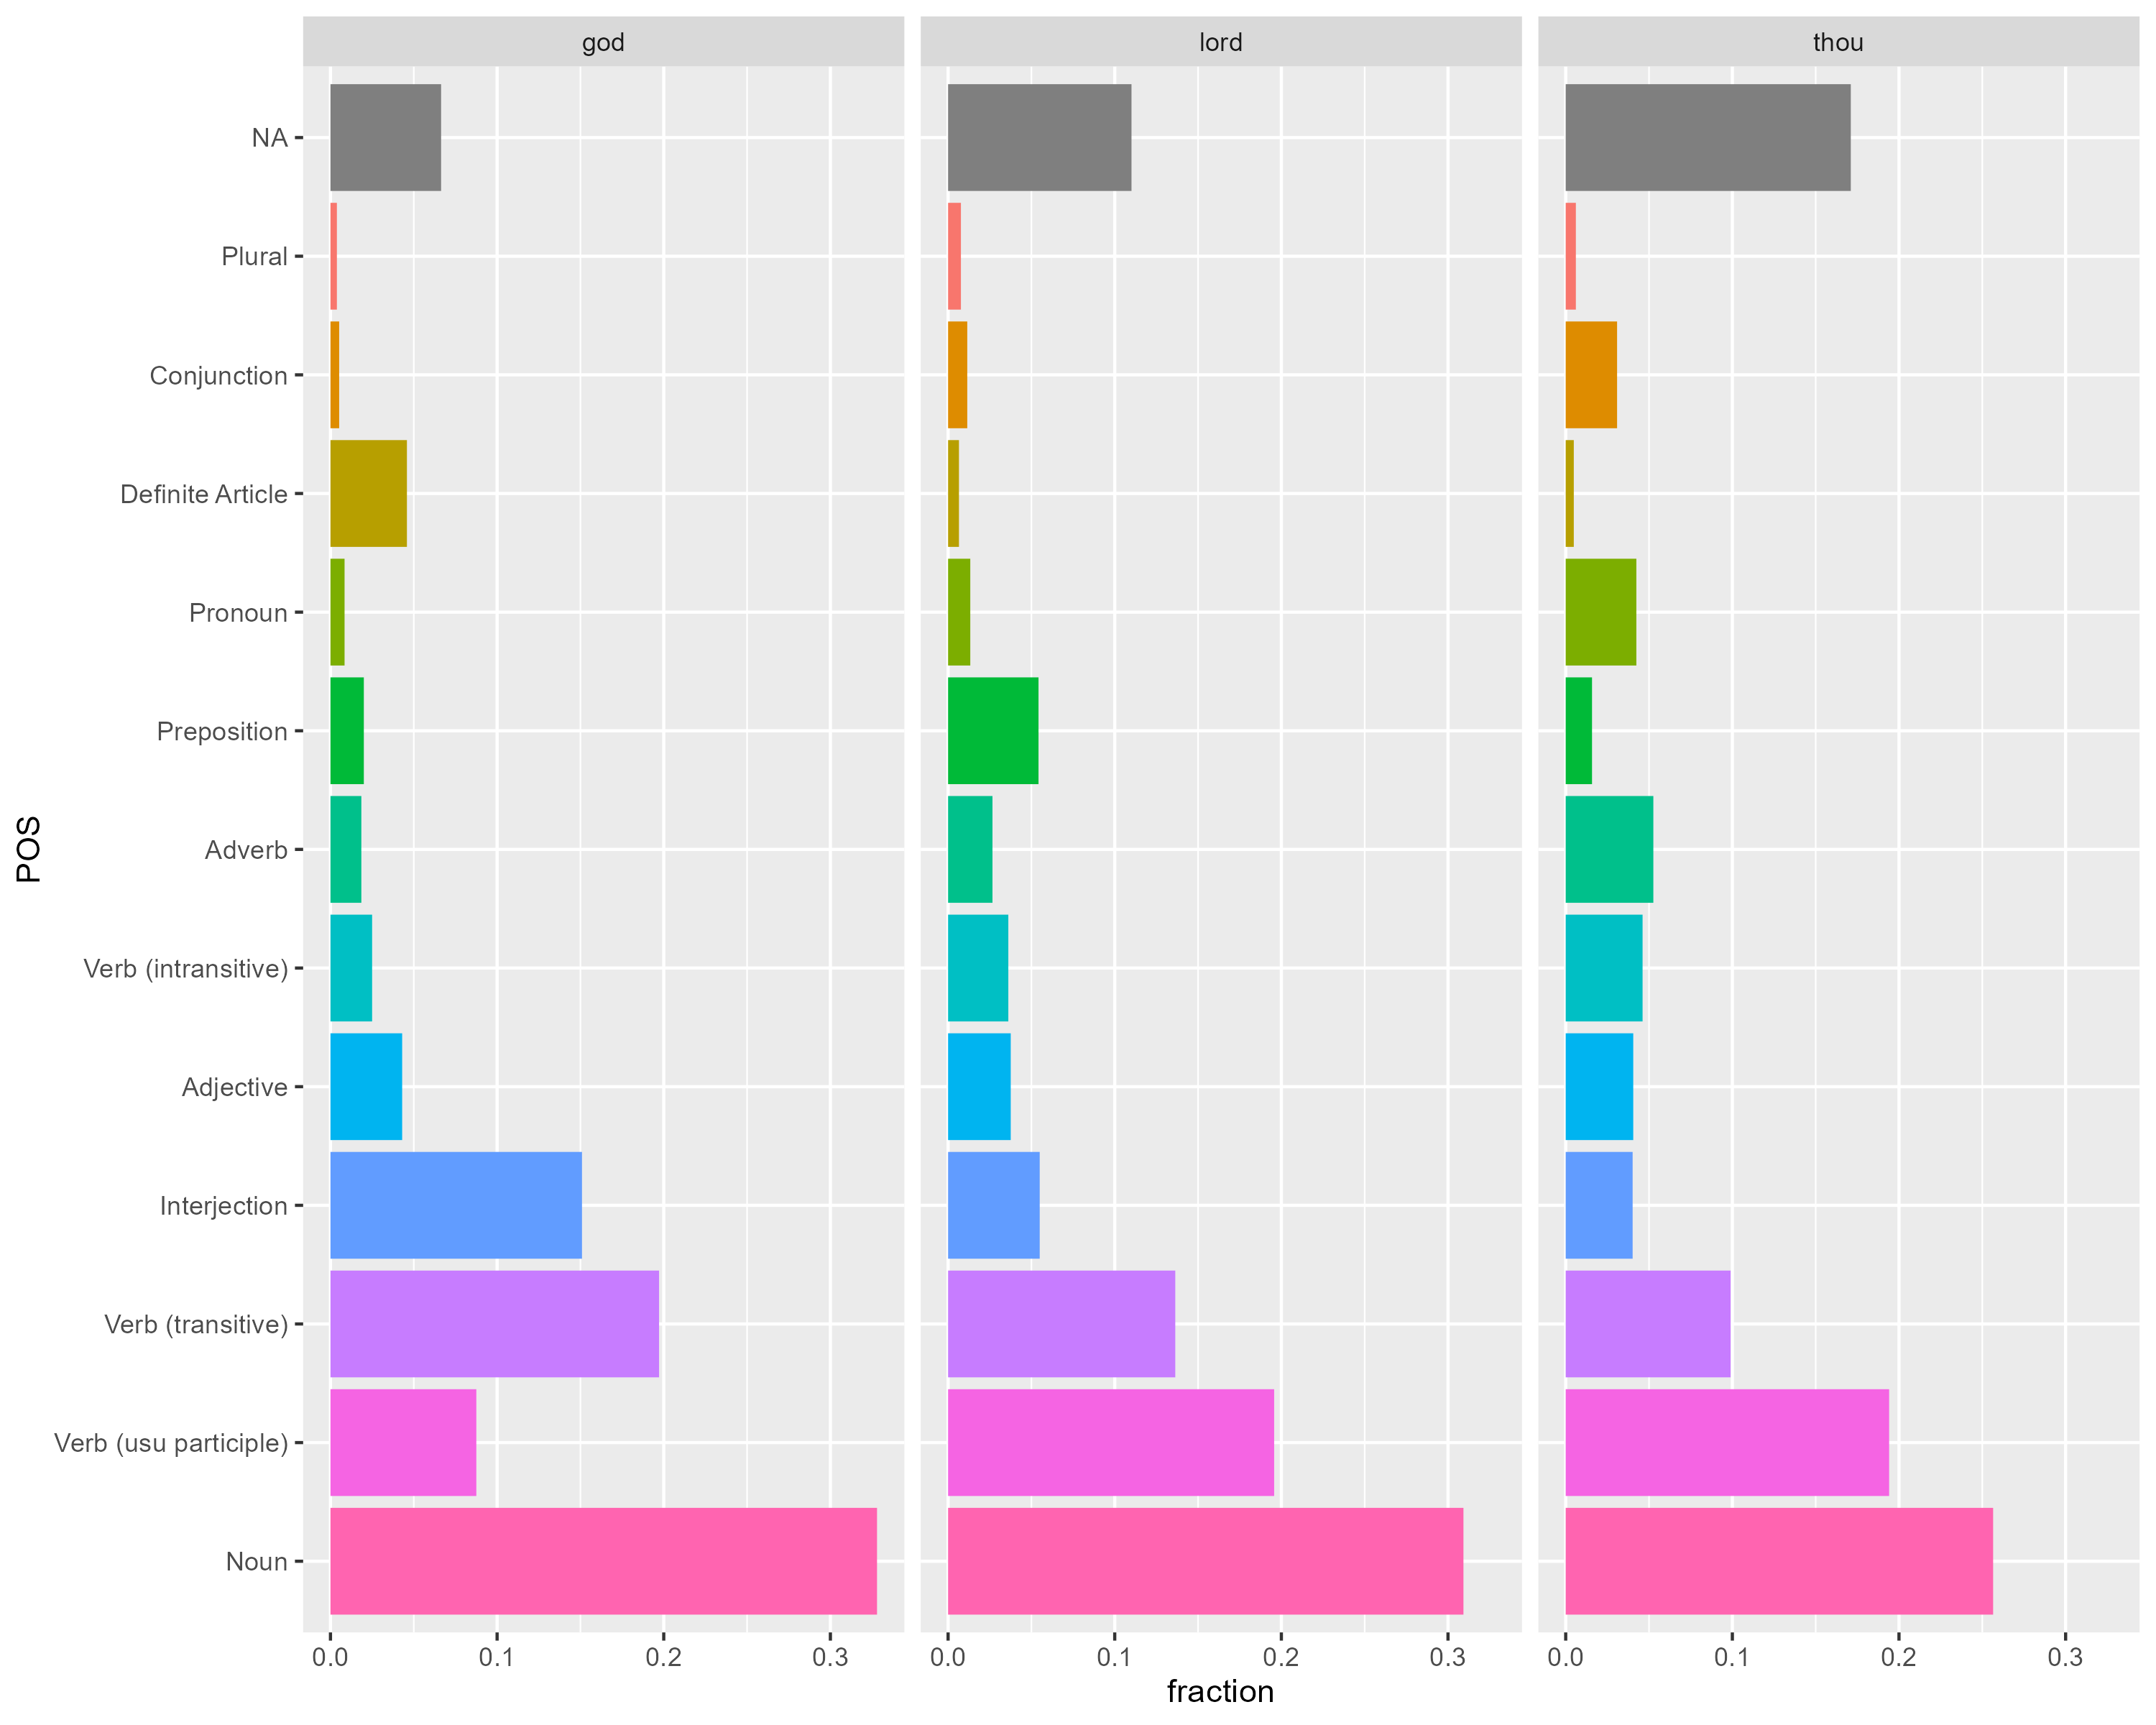 god lord thou
NA
Plural
Conjunction
Definite Article
Pronoun
Preposition
Adverb
Verb (intransitive)
Adjective
Interjection
Verb (transitive)
Verb (usu participle)
Noun
POS
0.0 0.1 0.2 0.3 0.0 0.1 0.2 0.3 0.0 0.1 0.2 0.3
fraction